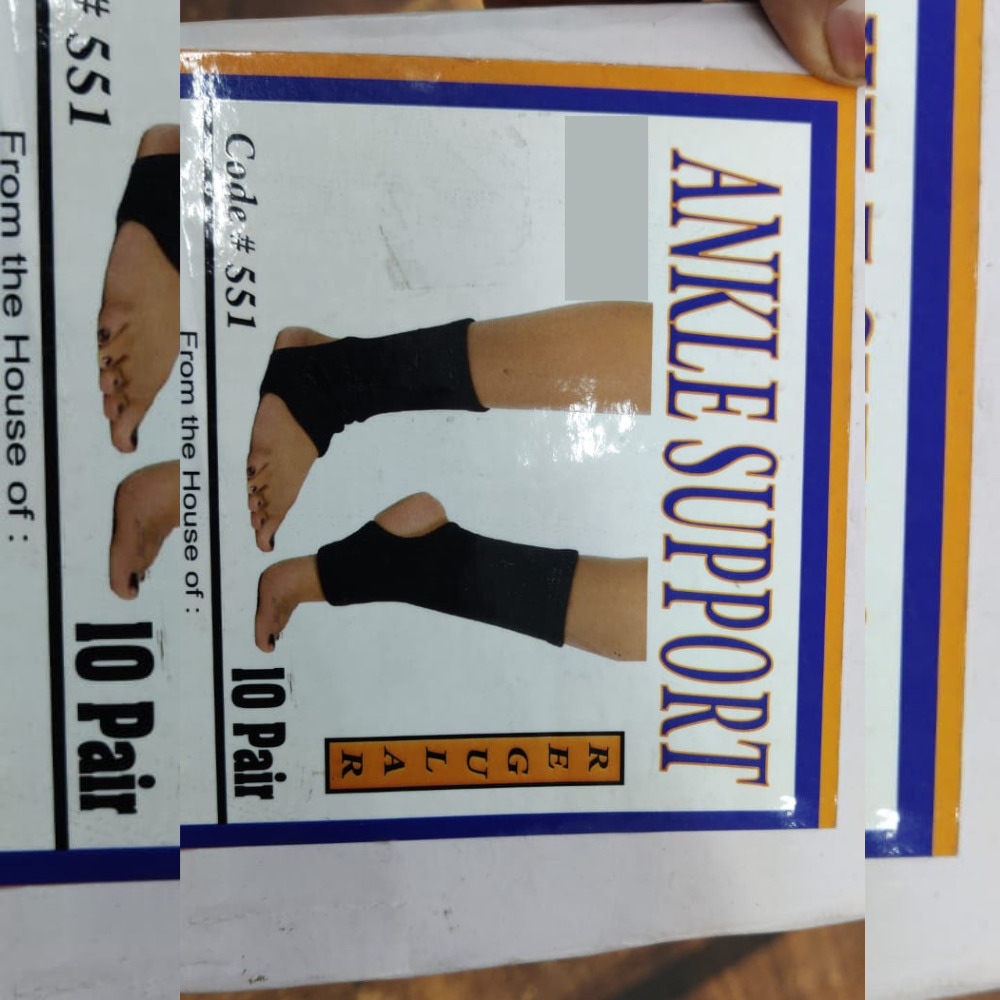 ANKLE SUPPORT
REGULAR
Code # 551
10 Pair
From the House of :
# 551
10 Pair
From the House of :